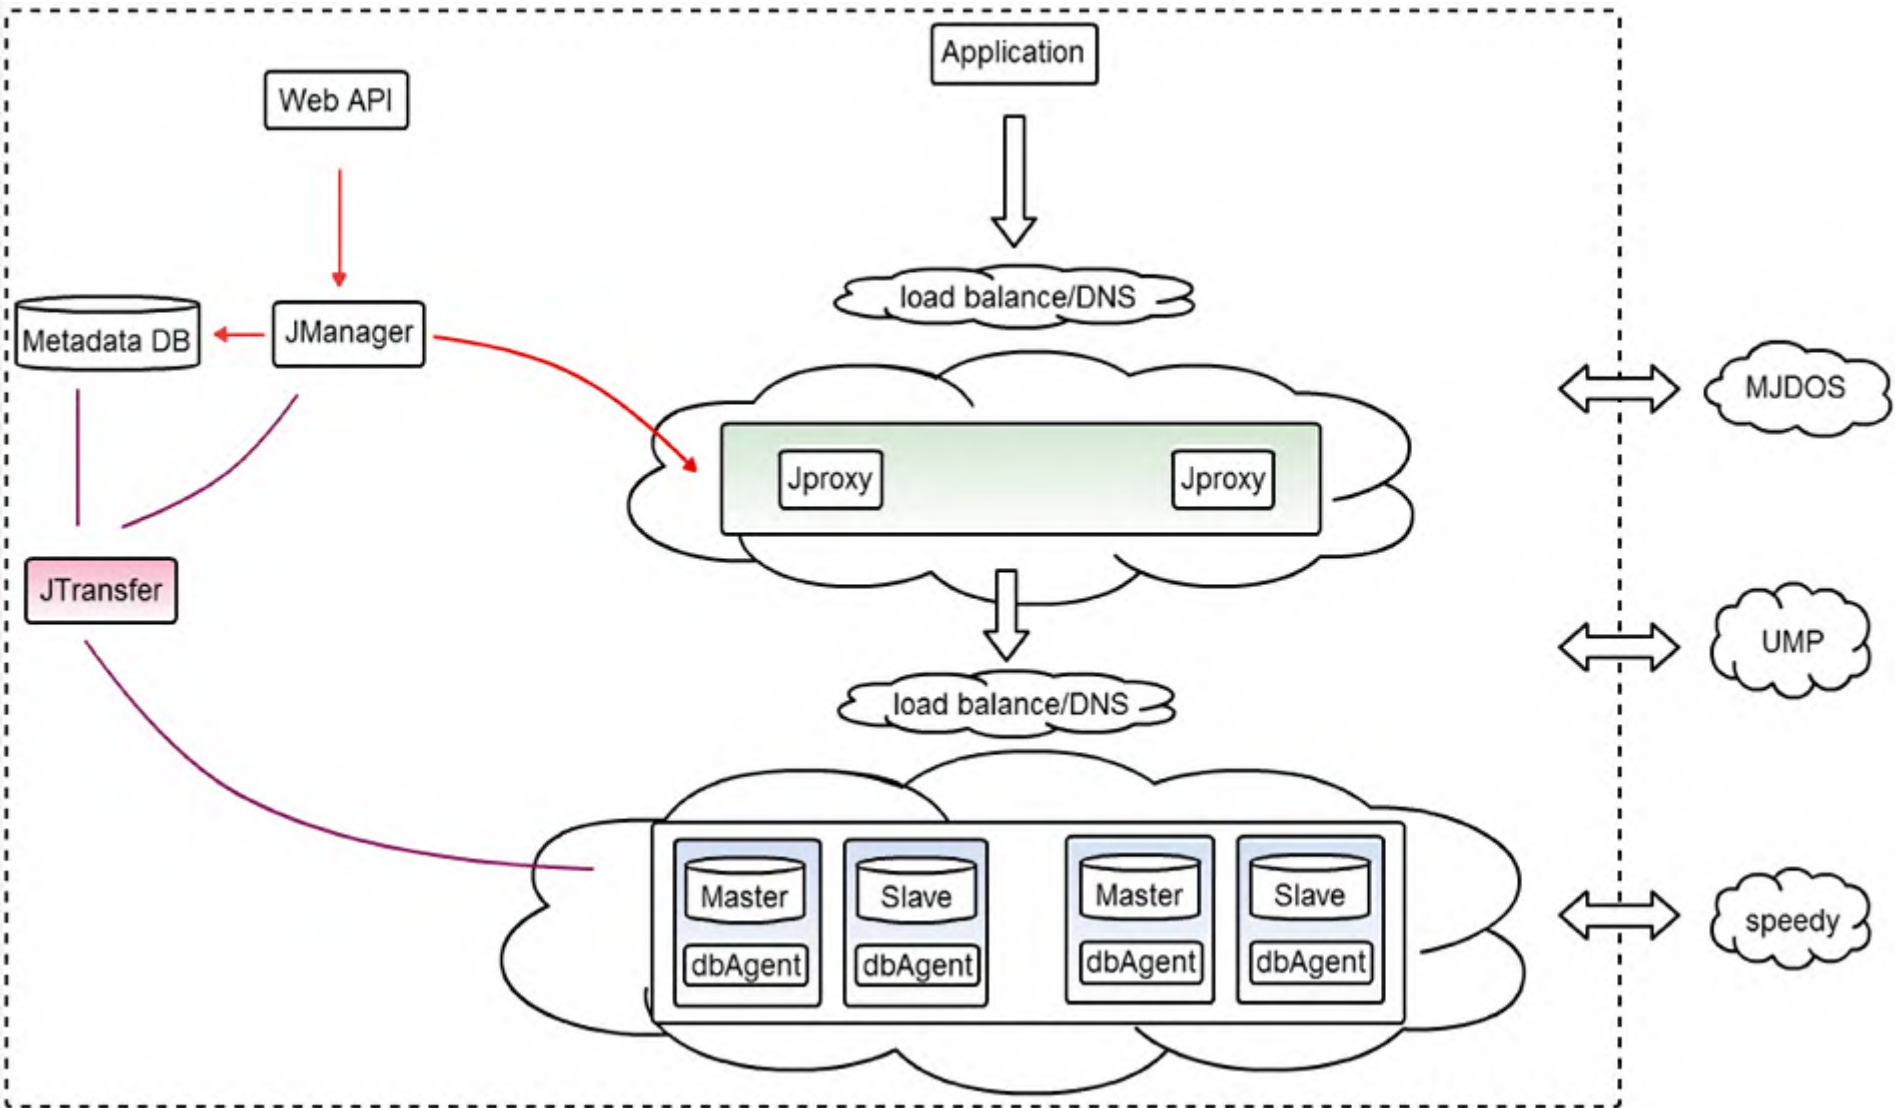 Application
Web API
load balance/DNS
Metadata DB
JManager
MJDOS
Jproxy
Jproxy
JTransfer
UMP
load balance/DNS
Master
Slave
Master
Slave
speedy
dbAgent
dbAgent
dbAgent
dbAgent